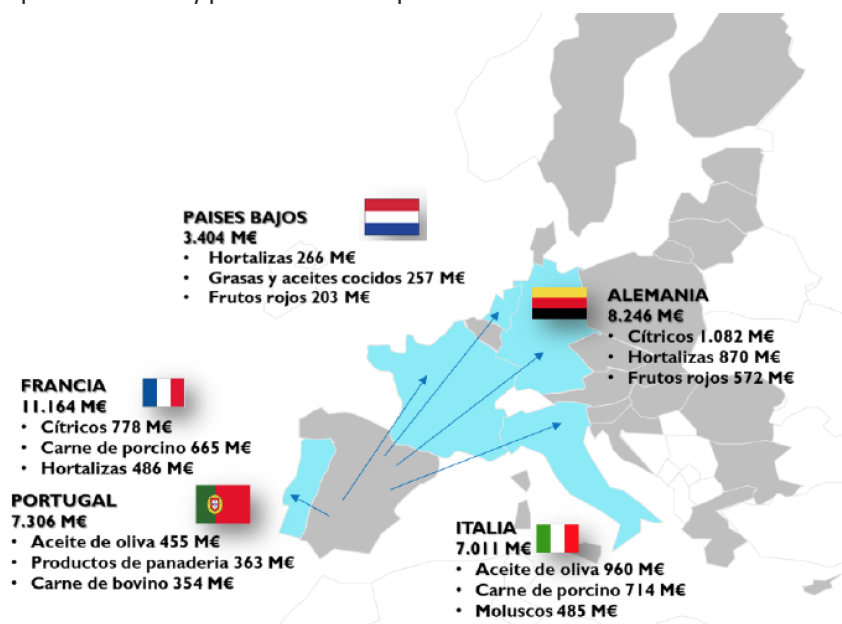 PAISES BAJOS
3.404 M€
• Hortalizas 266 M€
• Grasas y aceites cocidos 257 M€
• Frutos rojos 203 M€
ALEMANIA
8.246 M€
• Cítricos 1.082 M€
• Hortalizas 870 M€
• Frutos rojos 572 M€
FRANCIA
11.164 M€
• Cítricos 778 M€
• Carne de porcino 665 M€
• Hortalizas 486 M€
PORTUGAL
7.306 M€
• Aceite de oliva 455 M€
• Productos de panaderia 363 M€
• Carne de bovino 354 M€
ITALIA
7.011 M€
• Aceite de oliva 960 M€
• Carne de porcino 714 M€
• Moluscos 485 M€